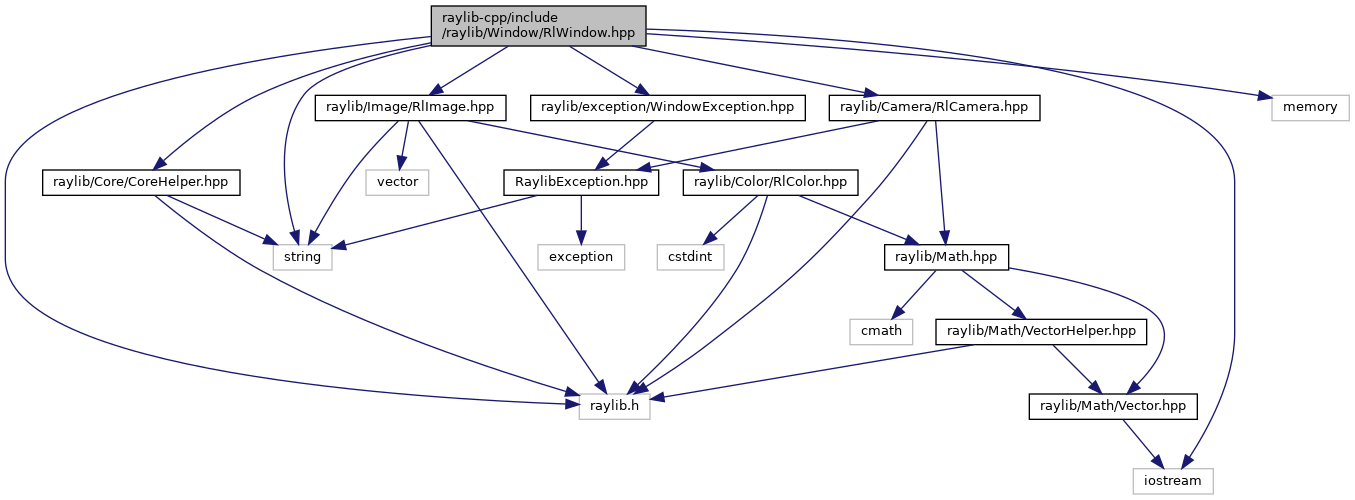 raylib-cpp/include
/raylib/Window/RlWindow.hpp
raylib/Image/RlImage.hpp
raylib/exception/WindowException.hpp
raylib/Camera/RlCamera.hpp
memory
raylib/Core/CoreHelper.hpp
vector
RaylibException.hpp
raylib/Color/RlColor.hpp
string
exception
cstdint
raylib/Math.hpp
cmath
raylib/Math/VectorHelper.hpp
raylib.h
raylib/Math/Vector.hpp
iostream